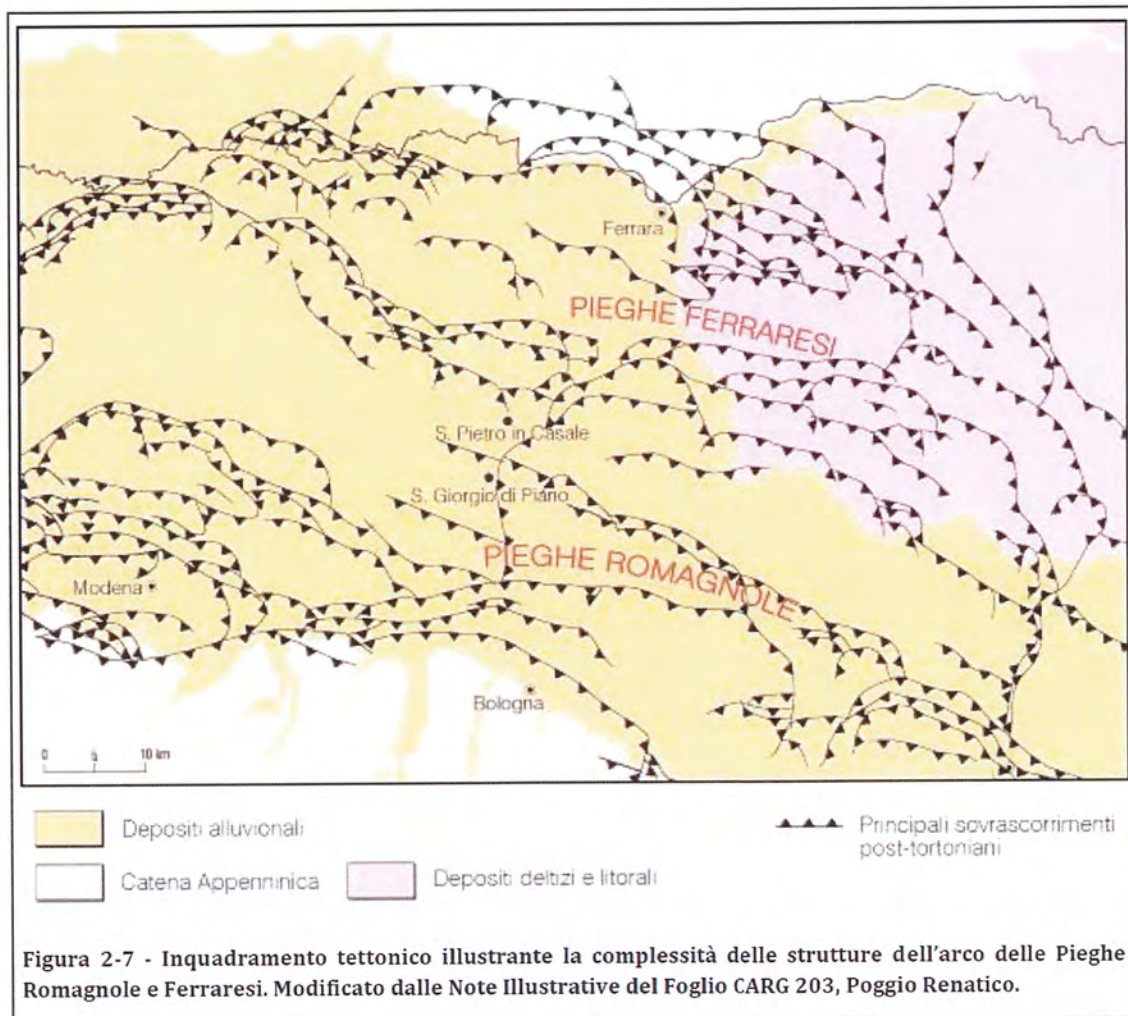 Ferrara
PIEGHE FERRARESI
S. Pietro in Casale
S. Giorgio di Piano
PIEGHE ROMAGNOLE
Modena
Bologna
0 5 10 km
Depositi alluvionali
Principali sovrascorrimenti
post-tortoniani
Catena Appenninica
Depositi deltizi e litorali
Figura 2-7 - Inquadramento tettonico illustrante la complessità delle strutture dell'arco delle Pieghe
Romagnole e Ferraresi. Modificato dalle Note Illustrative del Foglio CARG 203, Poggio Renatico.